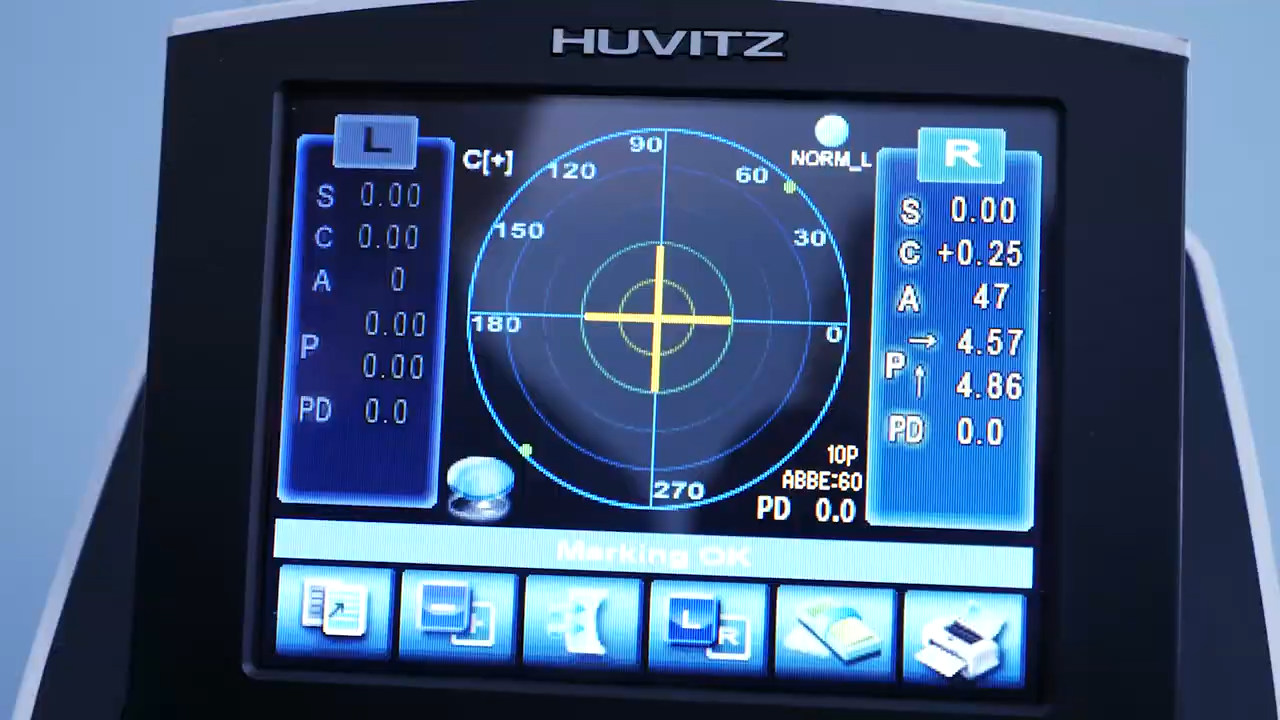 HUVITZ
L
S 0.00
C 0.00
A 0
P 0.00
0.00
PD 0.0
C[+]
90
120
60
150
30
180
0
270
NORM_L
10P
ABBE:60
PD 0.0
R
S 0.00
C +0.25
A 47
P → 4.57
↑ 4.86
PD 0.0
Marking OK
- +
L R